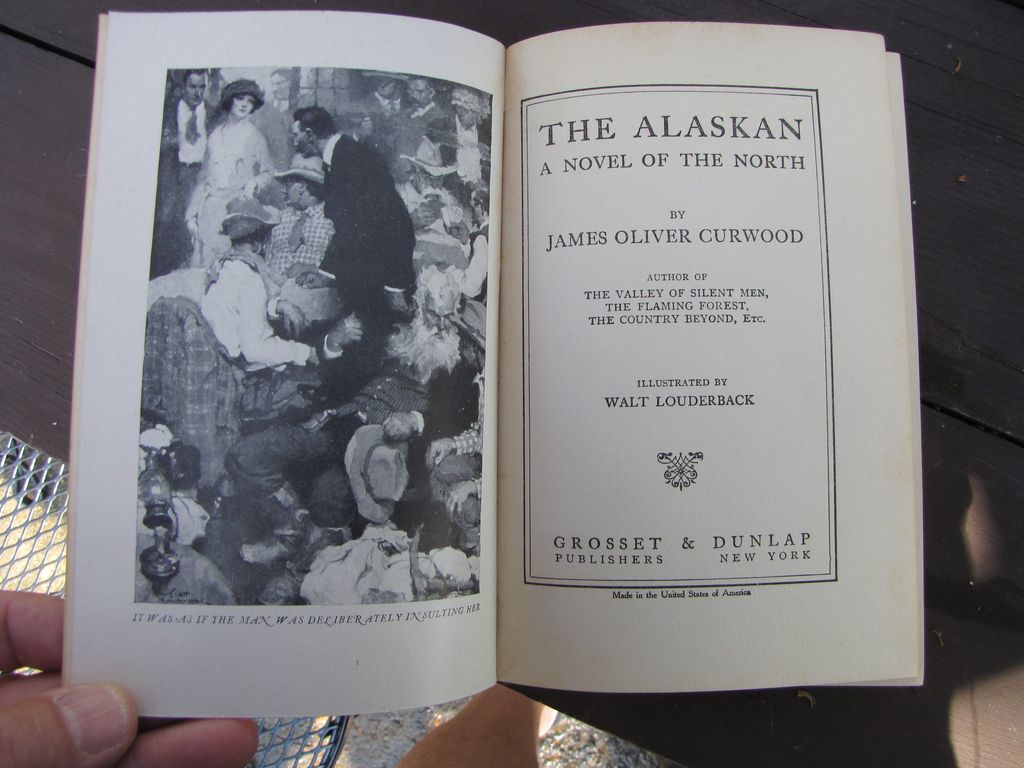 IT WAS AS IF THE MAN WAS DELIBERATELY INSULTING HER
THE ALASKAN
A NOVEL OF THE NORTH
BY
JAMES OLIVER CURWOOD
AUTHOR OF
THE VALLEY OF SILENT MEN,
THE FLAMING FOREST,
THE COUNTRY BEYOND, ETC.
ILLUSTRATED BY
WALT LOUDERBACK
GROSSET & DUNLAP
PUBLISHERS NEW YORK
Made in the United States of America